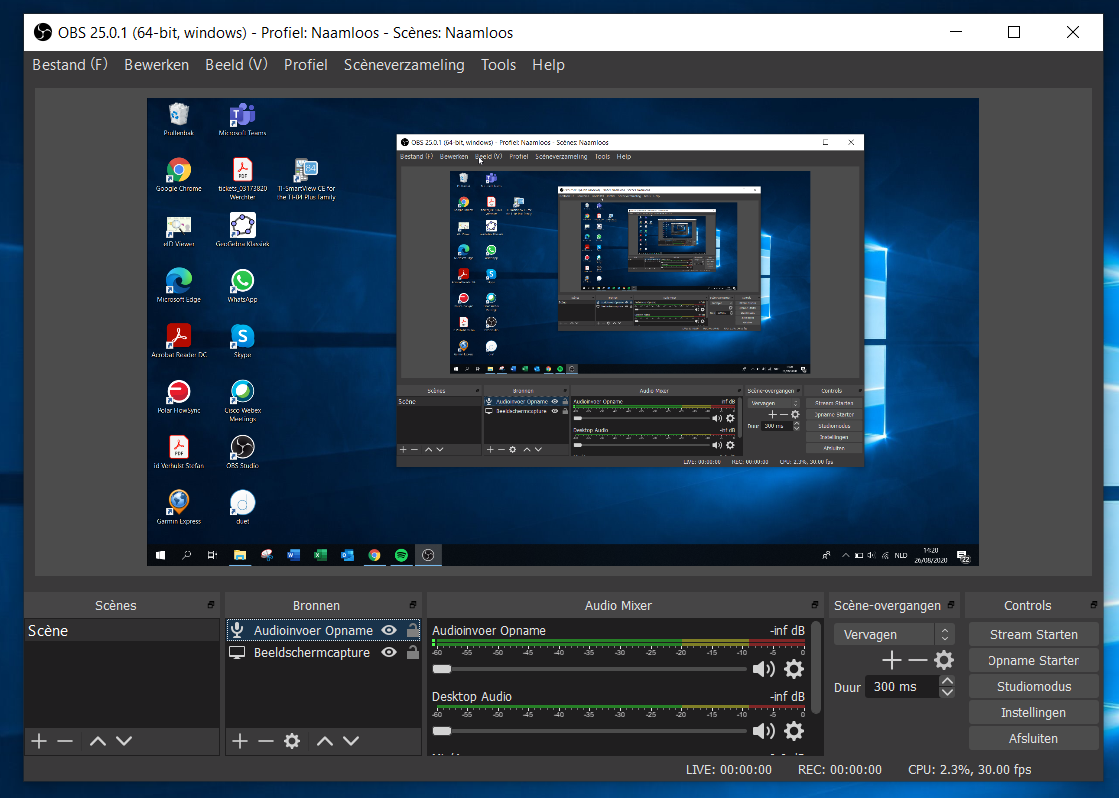 OBS 25.0.1 (64-bit, windows) - Profiel: Naamloos - Scènes: Naamloos
Bestand (F) Bewerken Beeld (V) Profiel Scèneverzameling Tools Help
Prullenbak
Microsoft Teams
Google Chrome
tickets_03173820 Werchter
TI-SmartView CE for the TI-84 Plus Family
eID Viewer
GeoGebra Klassiek
Microsoft Edge
WhatsApp
Acrobat Reader DC
Skype
Polar FlowSync
Cisco Webex Meetings
id Verhulst Stefan
OBS Studio
Garmin Express
duet
OBS 25.0.1 (64-bit, windows) - Profiel: Naamloos - Scènes: Naamloos
Bestand (F) Bewerken Beeld (V) Profiel Scèneverzameling Tools Help
Scènes Bronnen Audio Mixer Scène-overgangen Controls
Scène
Audioinvoer Opname
Beeldschermcapture
Audioinvoer Opname -inf dB
Desktop Audio -inf dB
Vervagen
Duur 300 ms
Stream Starten
Opname Starter
Studiomodus
Instellingen
Afsluiten
LIVE: 00:00:00 REC: 00:00:00 CPU: 2.3%, 30.00 fps
NLD
14:20
26/08/2020
22
Scènes
Scène
Bronnen
Audioinvoer Opname
Beeldschermcapture
Audio Mixer
Audioinvoer Opname -inf dB
-60 -55 -50 -45 -40 -35 -30 -25 -20 -15 -10 -5 0
Desktop Audio -inf dB
-60 -55 -50 -45 -40 -35 -30 -25 -20 -15 -10 -5 0
Scène-overgangen
Vervagen
Duur 300 ms
Controls
Stream Starten
Opname Starter
Studiomodus
Instellingen
Afsluiten
LIVE: 00:00:00 REC: 00:00:00 CPU: 2.3%, 30.00 fps